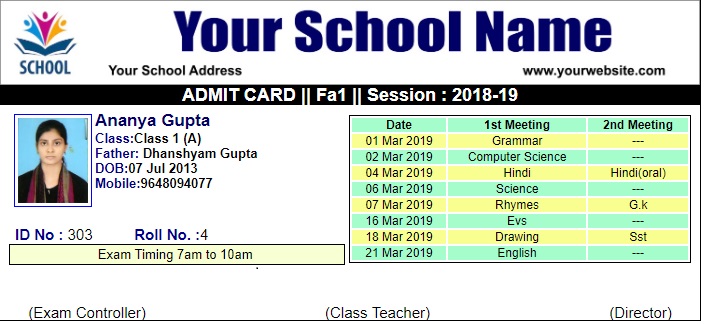 Your School Name
SCHOOL
Your School Address www.yourwebsite.com
ADMIT CARD || Fa1 || Session : 2018-19
Ananya Gupta
Class:Class 1 (A)
Father: Dhanshyam Gupta
DOB:07 Jul 2013
Mobile:9648094077
ID No : 303 Roll No. :4
Exam Timing 7am to 10am
Date 1st Meeting 2nd Meeting
01 Mar 2019 Grammar ---
02 Mar 2019 Computer Science ---
04 Mar 2019 Hindi Hindi(oral)
06 Mar 2019 Science ---
07 Mar 2019 Rhymes G.k
16 Mar 2019 Evs ---
18 Mar 2019 Drawing Sst
21 Mar 2019 English ---
(Exam Controller) (Class Teacher) (Director)